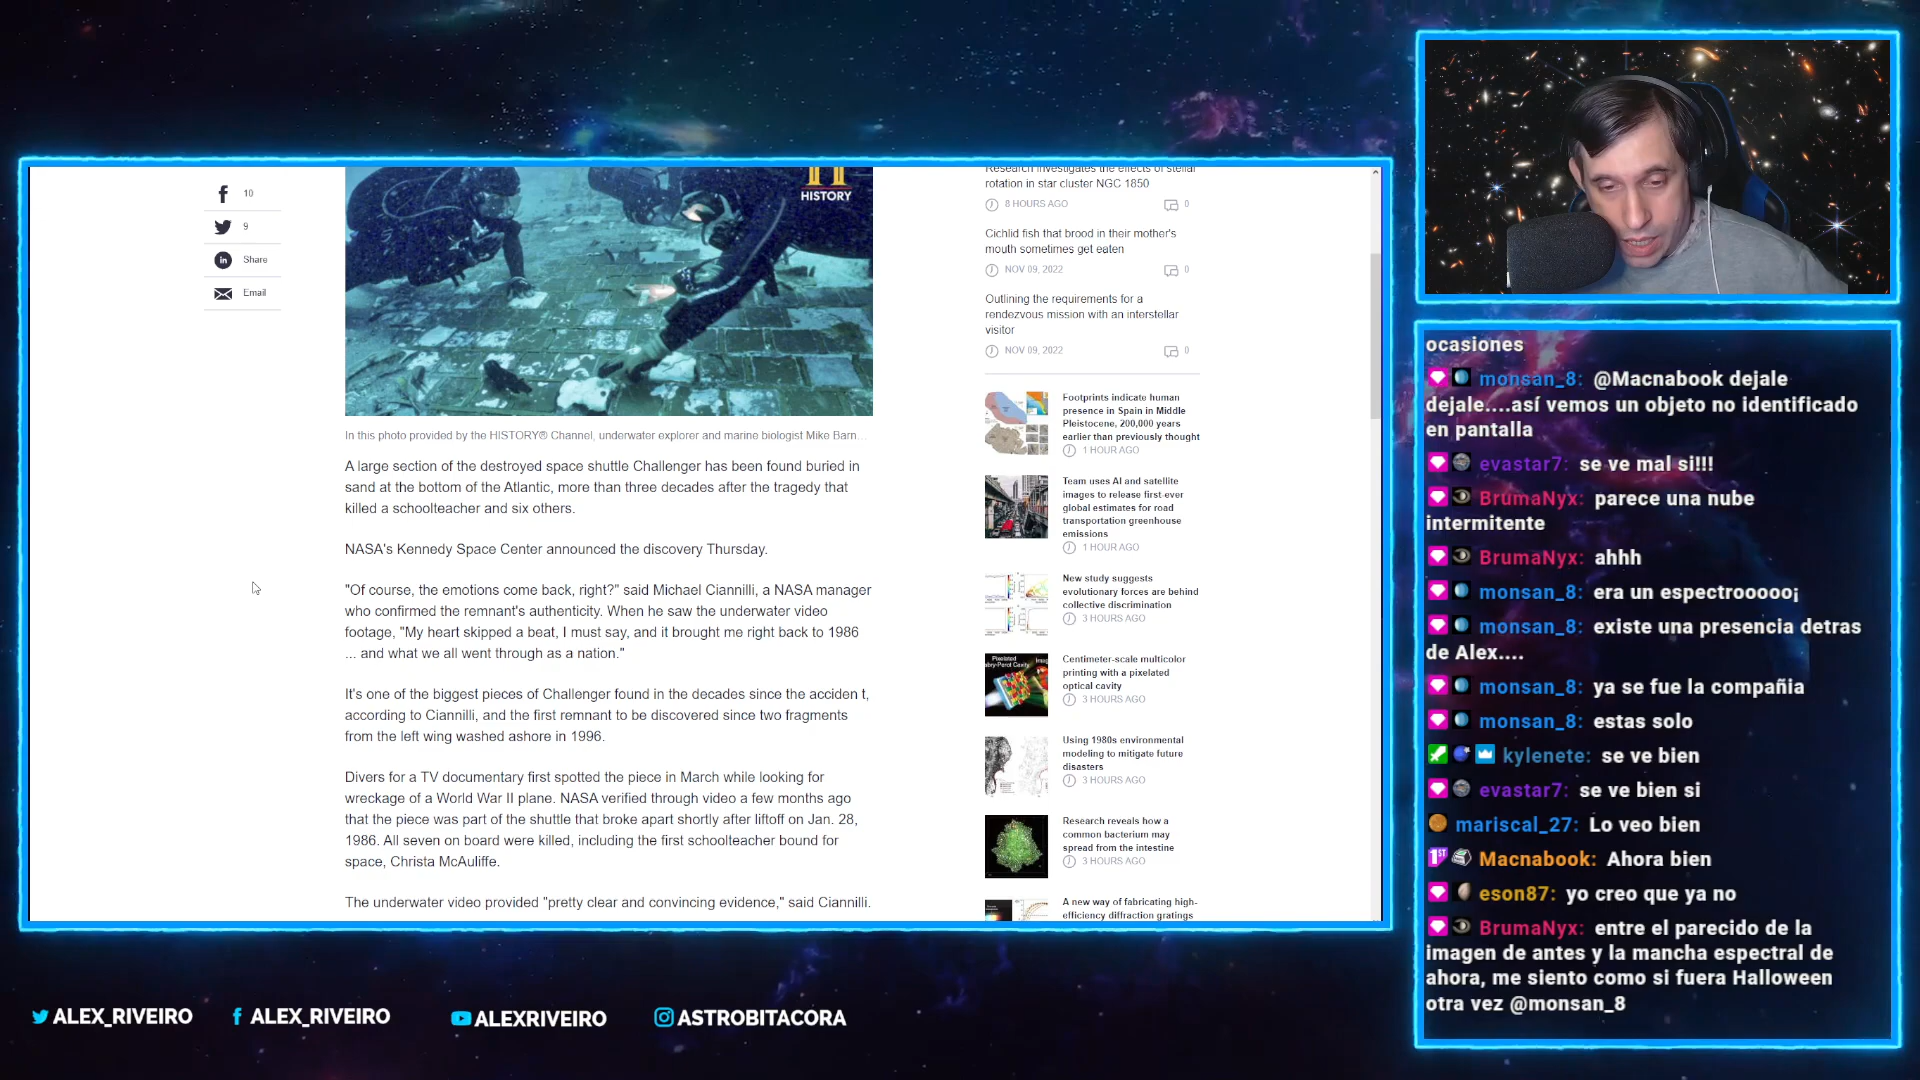 10
9
Share
Email
HISTORY
In this photo provided by the HISTORY® Channel, underwater explorer and marine biologist Mike Barn...
A large section of the destroyed space shuttle Challenger has been found buried in
sand at the bottom of the Atlantic, more than three decades after the tragedy that
killed a schoolteacher and six others.
NASA's Kennedy Space Center announced the discovery Thursday.
"Of course, the emotions come back, right?" said Michael Ciannilli, a NASA manager
who confirmed the remnant's authenticity. When he saw the underwater video
footage, "My heart skipped a beat, I must say, and it brought me right back to 1986
... and what we all went through as a nation."
It's one of the biggest pieces of Challenger found in the decades since the acciden t,
according to Ciannilli, and the first remnant to be discovered since two fragments
from the left wing washed ashore in 1996.
Divers for a TV documentary first spotted the piece in March while looking for
wreckage of a World War II plane. NASA verified through video a few months ago
that the piece was part of the shuttle that broke apart shortly after liftoff on Jan. 28,
1986. All seven on board were killed, including the first schoolteacher bound for
space, Christa McAuliffe.
The underwater video provided "pretty clear and convincing evidence," said Ciannilli.
Research investigates the effects of stellar
rotation in star cluster NGC 1850
8 HOURS AGO 0
Cichlid fish that brood in their mother's
mouth sometimes get eaten
NOV 09, 2022 0
Outlining the requirements for a
rendezvous mission with an interstellar
visitor
NOV 09, 2022 0
Footprints indicate human
presence in Spain in Middle
Pleistocene, 200,000 years
earlier than previously thought
1 HOUR AGO
Team uses AI and satellite
images to release first-ever
global estimates for road
transportation greenhouse
emissions
1 HOUR AGO
New study suggests
evolutionary forces are behind
collective discrimination
3 HOURS AGO
Centimeter-scale multicolor
printing with a pixelated
optical cavity
3 HOURS AGO
Using 1980s environmental
modeling to mitigate future
disasters
3 HOURS AGO
Research reveals how a
common bacterium may
spread from the intestine
3 HOURS AGO
A new way of fabricating high-
efficiency diffraction gratings
ocasiones
monsan_8: @Macnabook dejale
dejale....así vemos un objeto no identificado
en pantalla
evastar7: se ve mal si!!!
BrumaNyx: parece una nube
intermitente
BrumaNyx: ahhh
monsan_8: era un espectrooooo¡
monsan_8: existe una presencia detras
de Alex....
monsan_8: ya se fue la compañia
monsan_8: estas solo
kylenete: se ve bien
evastar7: se ve bien si
mariscal_27: Lo veo bien
1ST Macnabook: Ahora bien
eson87: yo creo que ya no
BrumaNyx: entre el parecido de la
imagen de antes y la mancha espectral de
ahora, me siento como si fuera Halloween
otra vez @monsan_8
ALEX_RIVEIRO ALEX_RIVEIRO ALEXRIVEIRO ASTROBITACORA